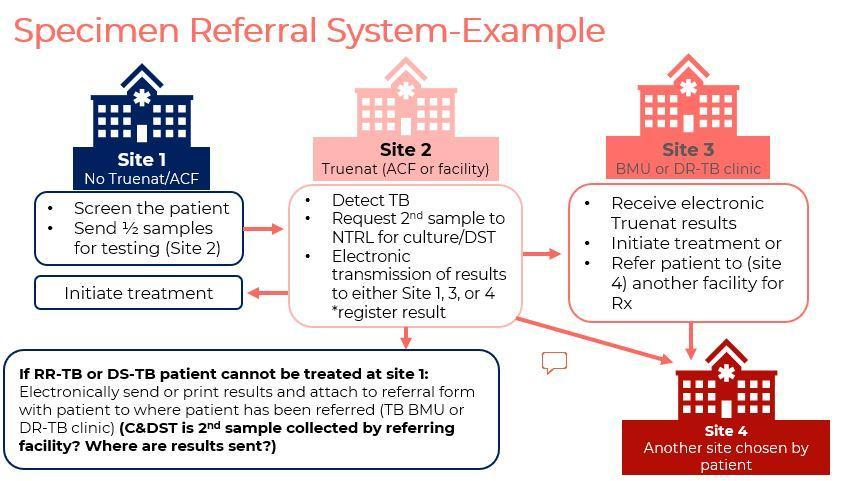 Specimen Referral System-Example
Site 1
No Truenat/ACF
• Screen the patient
• Send ½ samples
for testing (Site 2)
Initiate treatment
Site 2
Truenat (ACF or facility)
• Detect TB
• Request 2nd sample to
NTRL for culture/DST
• Electronic
transmission of results
to either Site 1, 3, or 4
*register result
Site 3
BMU or DR-TB clinic
• Receive electronic
Truenat results
• Initiate treatment or
• Refer patient to (site
4) another facility for
Rx
If RR-TB or DS-TB patient cannot be treated at site 1:
Electronically send or print results and attach to referral form
with patient to where patient has been referred (TB BMU or
DR-TB clinic) (C&DST is 2nd sample collected by referring
facility? Where are results sent?)
Site 4
Another site chosen by
patient